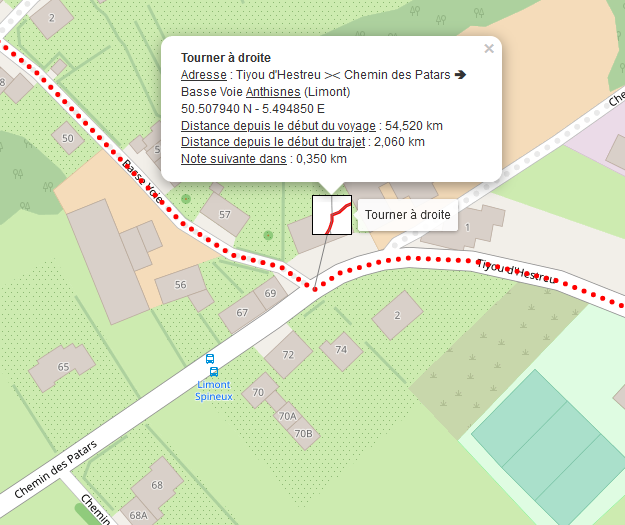 2
Tourner à droite
×
Adresse : Tiyou d'Hestreu >< Chemin des Patars 🡲
Basse Voie Anthisnes (Limont)
50.507940 N - 5.494850 E
Distance depuis le début du voyage : 54,520 km
Distance depuis le début du trajet : 2,060 km
Note suivante dans : 0,350 km
50
Basse Voie
57
Tourner à droite
1
Tiyou d'Hestreu
56
69
67
2
72
74
65
Limont
Spineux
70
70A
70B
Chemin des Patars
68
68A
Chemin